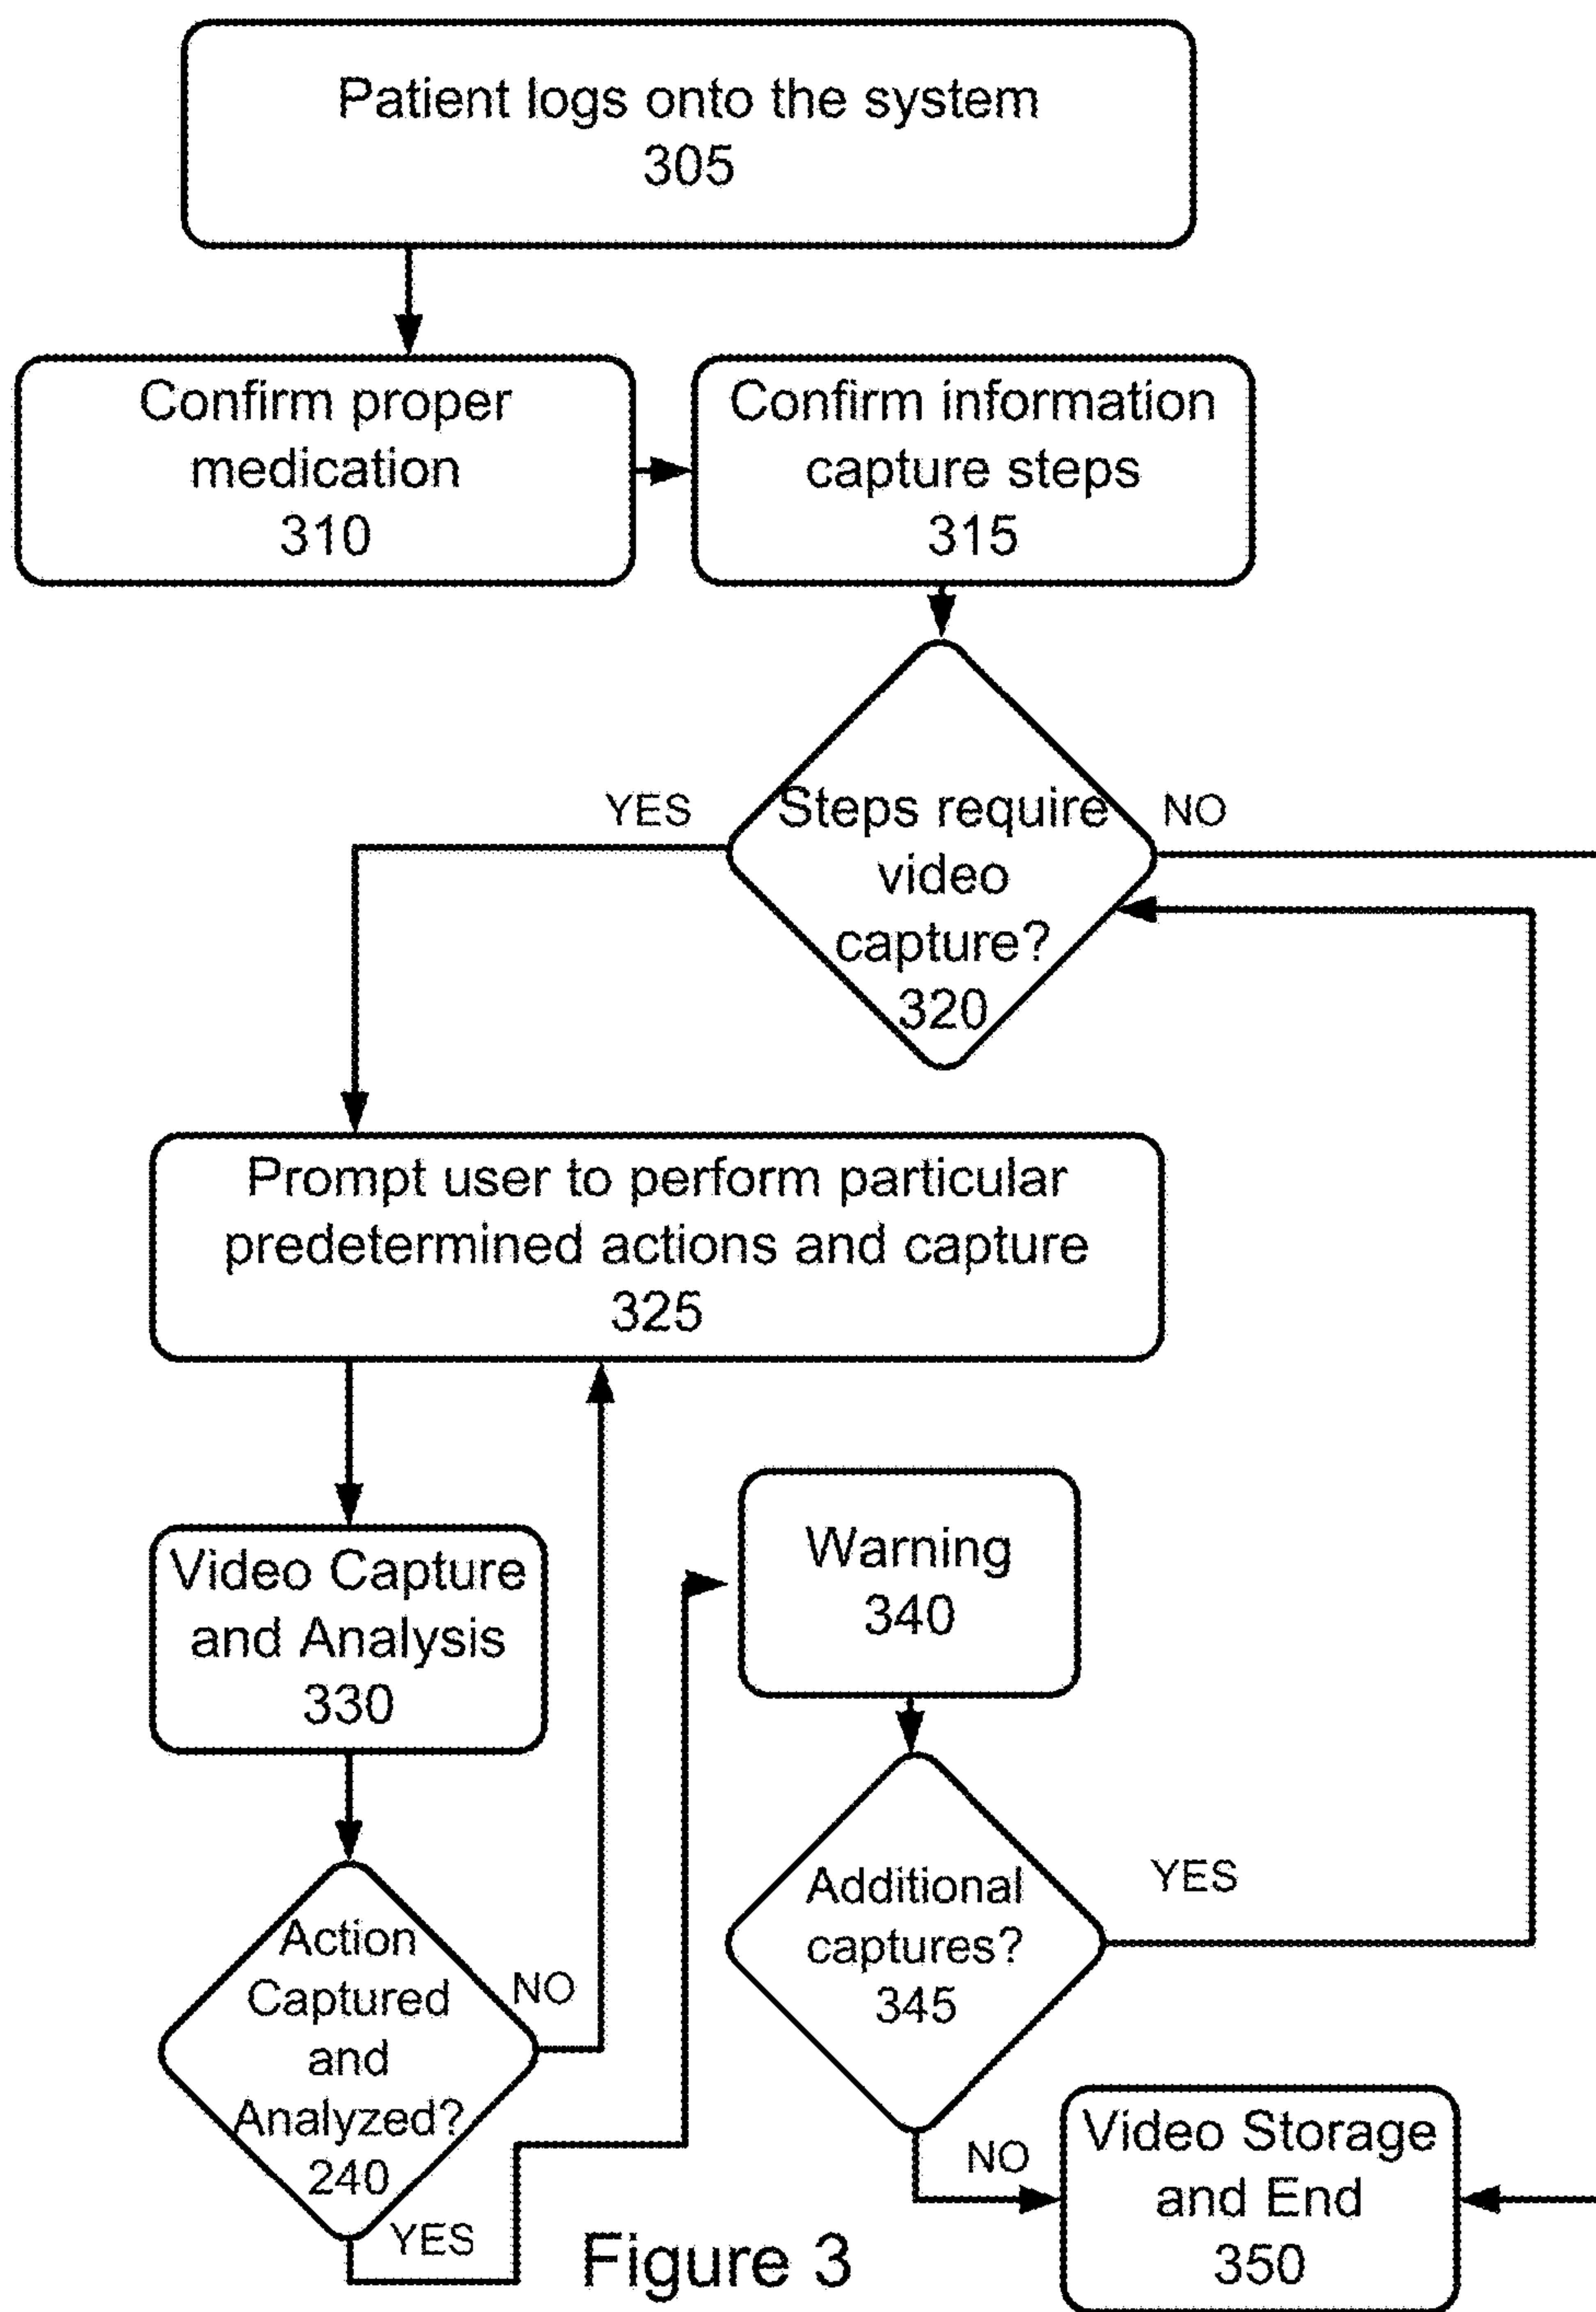 Patient logs onto the system
305
Confirm proper
medication
310
Confirm information
capture steps
315
YES
Steps require
video
capture?
320
NO
Prompt user to perform particular
predetermined actions and capture
325
Video Capture
and Analysis
330
Warning
340
Action
Captured
and
Analyzed?
240
NO
YES
Additional
captures?
345
YES
NO
Video Storage
and End
350
Figure 3